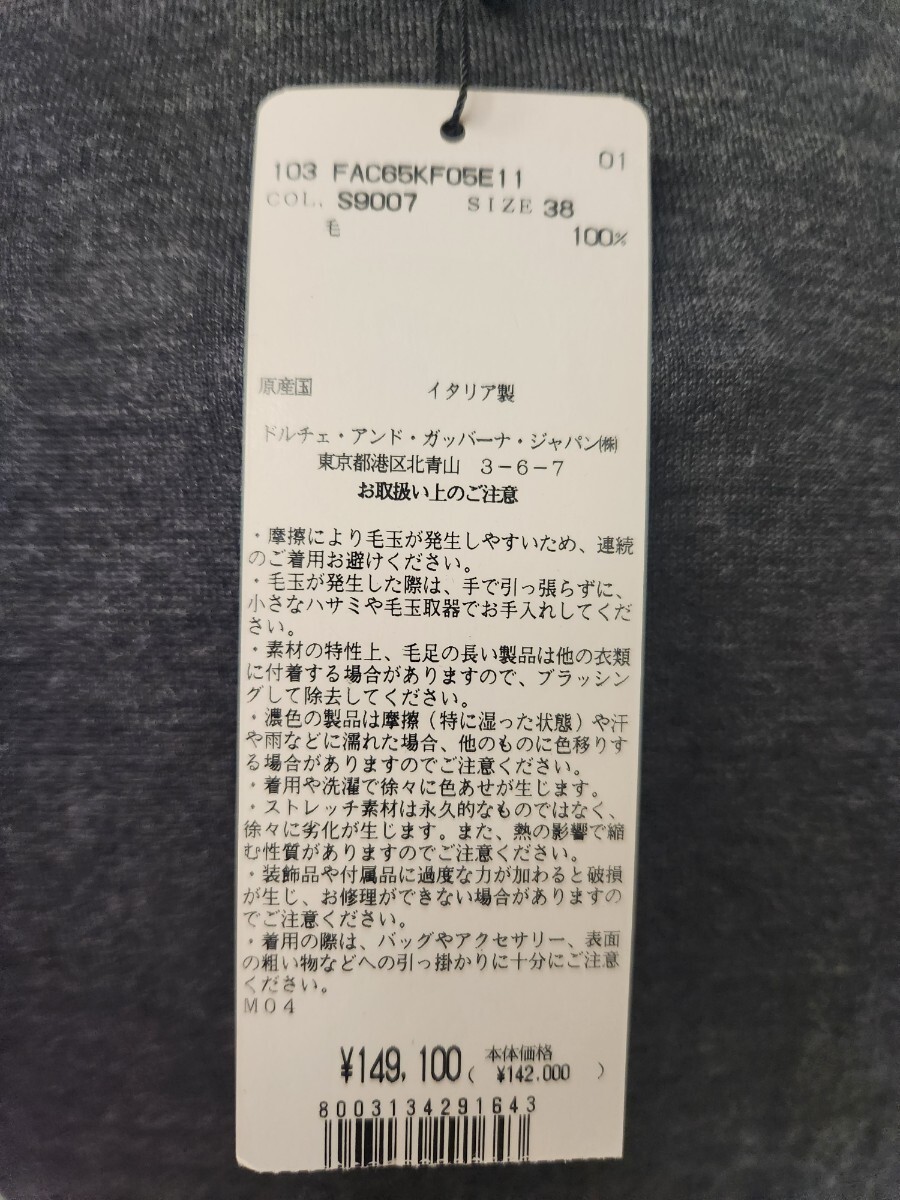 01
103 FAC65KF05E11
COL. S9007 SIZE 38
毛 100%
原産国 イタリア製
ドルチェ・アンド・ガッバーナ・ジャパン㈱
東京都港区北青山 3-6-7
お取扱い上のご注意
・摩擦により毛玉が発生しやすいため、連続
のご着用お避けください。
・毛玉が発生した際は、手で引っ張らずに、
小さなハサミや毛玉取器でお手入れしてくだ
さい。
・素材の特性上、毛足の長い製品は他の衣類
に付着する場合がありますので、ブラッシン
グして除去してください。
・濃色の製品は摩擦（特に湿った状態）や汗
や雨などに濡れた場合、他のものに色移りす
る場合がありますのでご注意ください。
・着用や洗濯で徐々に色あせが生じます。
・ストレッチ素材は永久的なものではなく、
徐々に劣化が生じます。また、熱の影響で縮
む性質がありますのでご注意ください。
・装飾品や付属品に過度な力が加わると破損
が生じ、お修理ができない場合がありますの
でご注意ください。
・着用の際は、バッグやアクセサリー、表面
の粗い物などへの引っ掛かりに十分にご注意
ください。
M04
¥149,100( 本体価格 ¥142.000 )
8003134291643